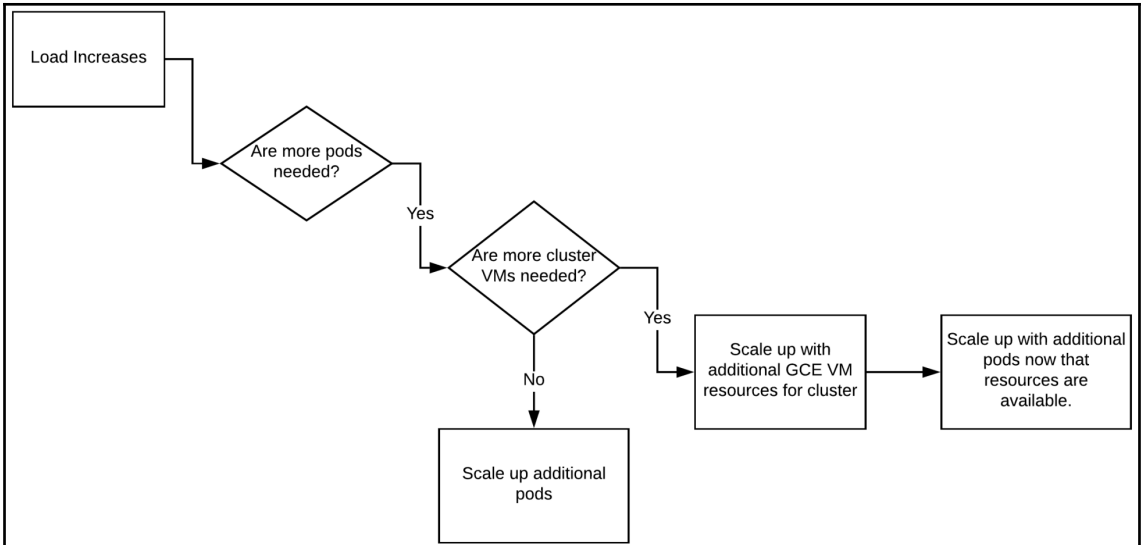 Load Increases
Are more pods
needed?
Yes
Are more cluster
VMs needed?
Yes
Scale up with
additional GCE VM
resources for cluster
Scale up with additional
pods now that
resources are
available.
No
Scale up additional
pods